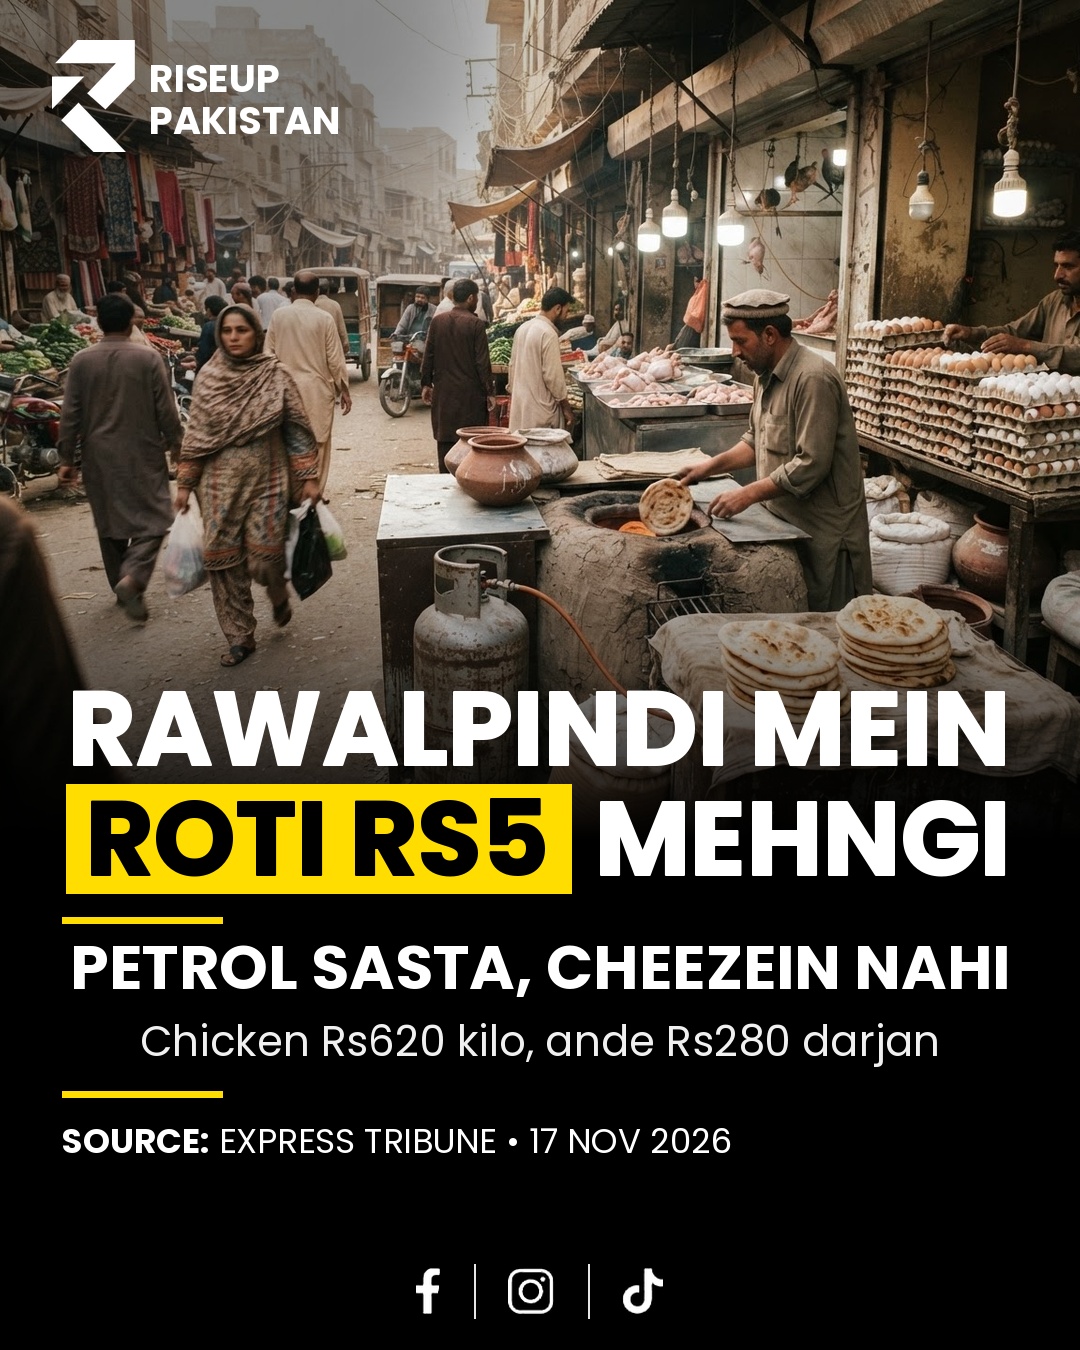 RISEUP
PAKISTAN
RAWALPINDI MEIN
ROTI RS5 MEHNGI
PETROL SASTA, CHEEZEIN NAHI
Chicken Rs620 kilo, ande Rs280 darjan
SOURCE: EXPRESS TRIBUNE • 17 NOV 2026